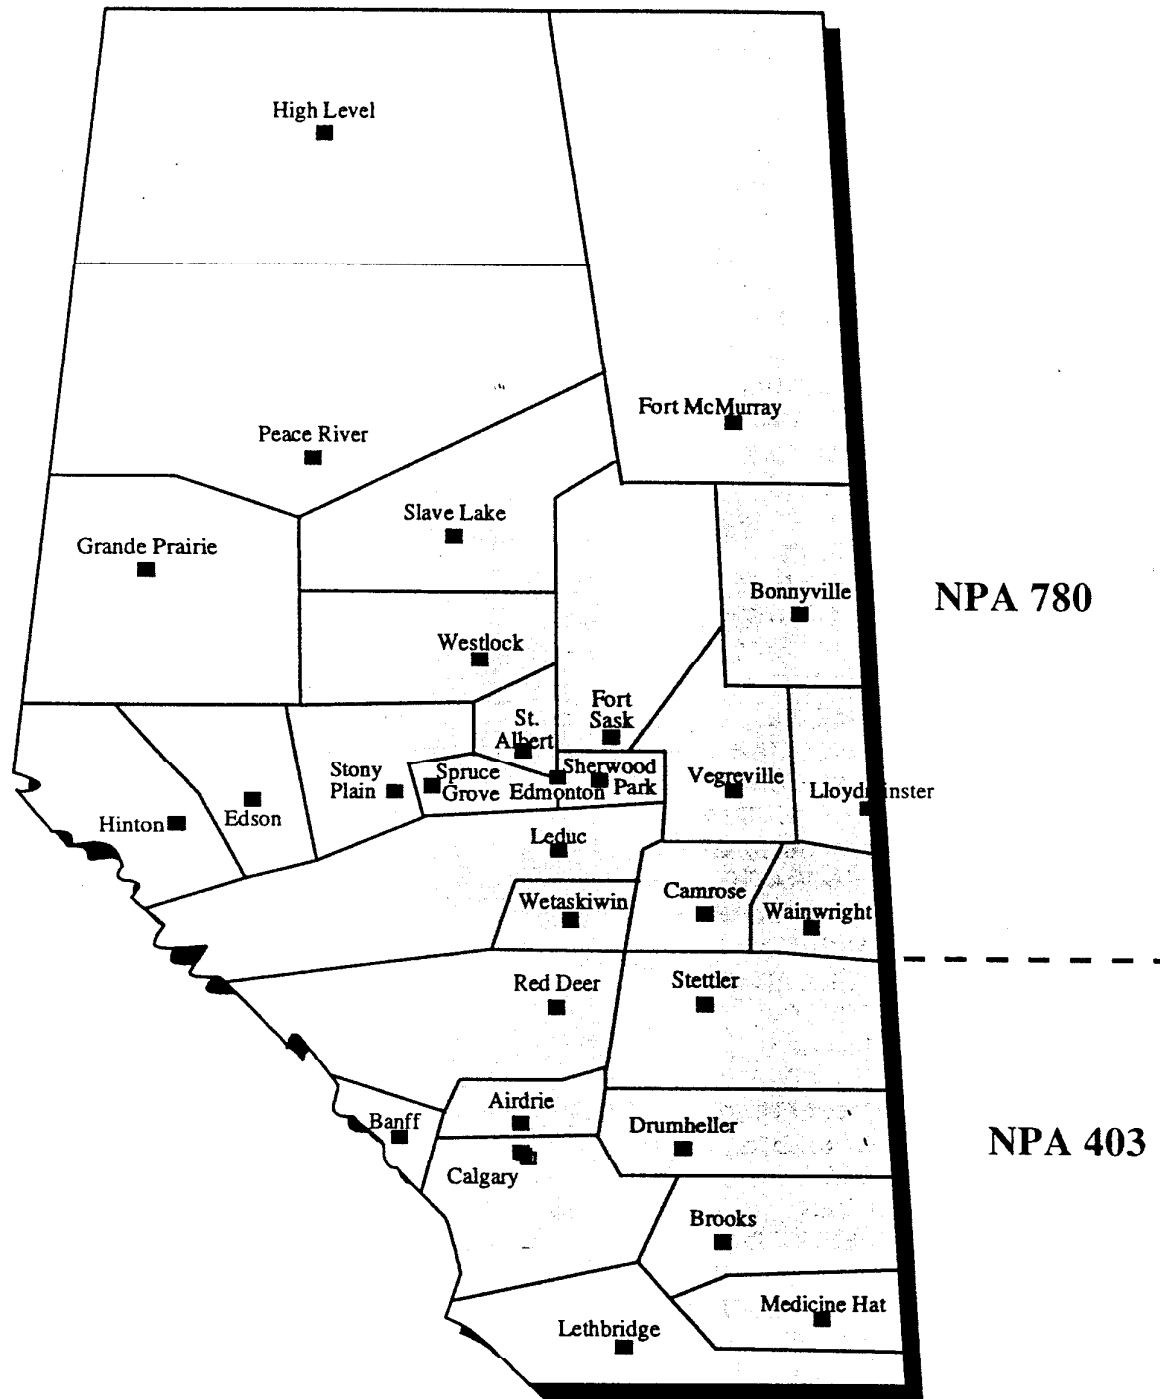 High Level
Fort McMurray
Peace River
Slave Lake
Grande Prairie
Bonnyville
NPA 780
Westlock
Fort
Sask
St.
Albert
Stony
Plain
Spruce
Grove
Edmonton
Sherwood
Park
Vegreville
Lloydminster
Hinton
Edson
Leduc
Wetaskiwin
Camrose
Wainwright
Red Deer
Stettler
Airdrie
Banff
Drumheller
NPA 403
Calgary
Brooks
Medicine Hat
Lethbridge